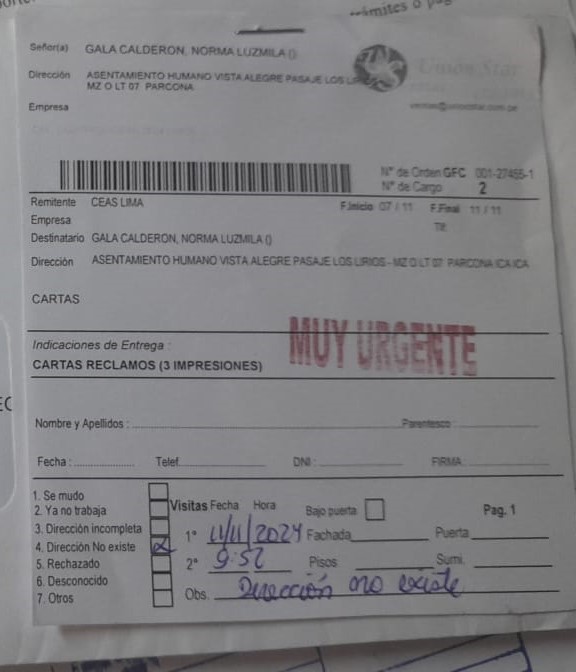 trámites o pag
Señor(a) GALA CALDERON, NORMA LUZMILA ()
Dirección ASENTAMIENTO HUMANO VISTA ALEGRE PASAJE LOS
MZ O LT 07 PARCONA
Union Star
Empresa
N° de Orden GFC 001-27455-1
N° de Cargo 2
Remitente CEAS LIMA F.Inicio 07 / 11 F.Final 11 / 11
Empresa
Destinatario GALA CALDERON, NORMA LUZMILA ()
Dirección ASENTAMIENTO HUMANO VISTA ALEGRE PASAJE LOS LIRIOS - MZ O LT 07 PARCONA ICA ICA
CARTAS
Indicaciones de Entrega :
MUY URGENTE
CARTAS RECLAMOS (3 IMPRESIONES)
Nombre y Apellidos : Parentesco :
Fecha : Telef. DNI : FIRMA :
1. Se mudo
2. Ya no trabaja Visitas Fecha Hora Bajo puerta Pag. 1
3. Dirección incompleta 1° 11/11/2024 Fachada Puerta
4. Dirección No existe
5. Rechazado 2° 9:52 Pisos Sumi.
6. Desconocido
7. Otros Obs. Dirección no existe